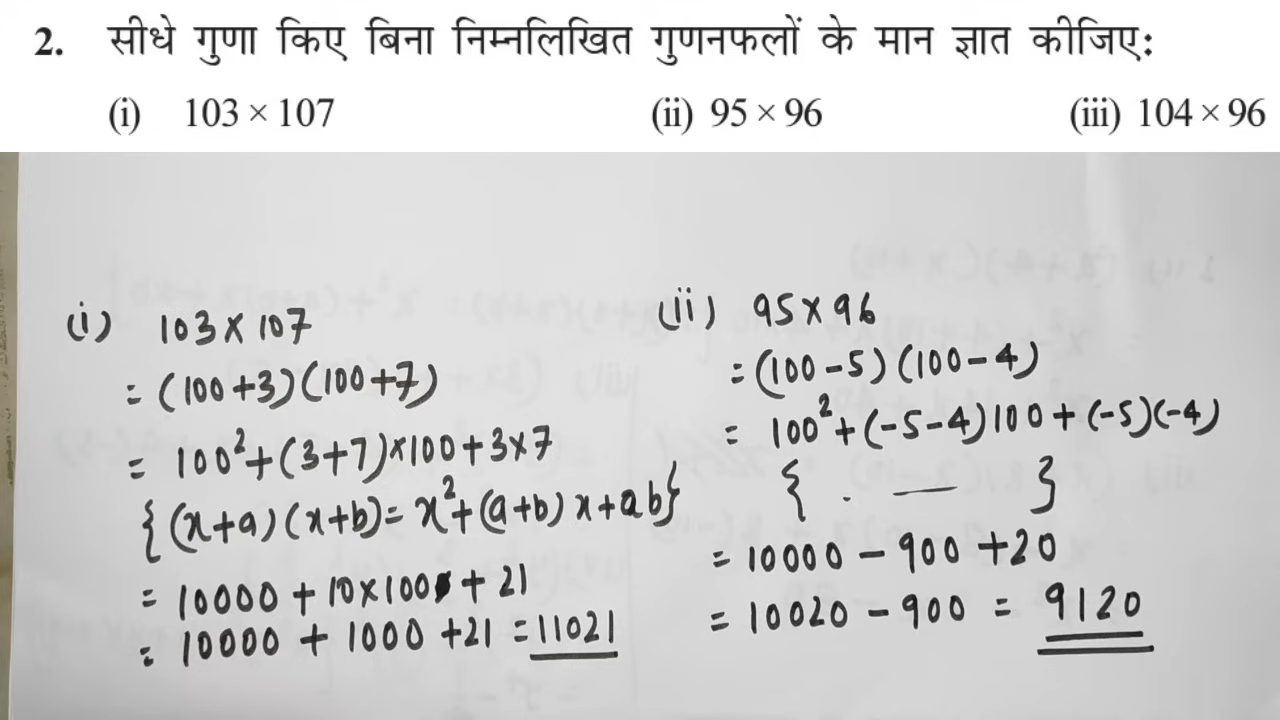 2. सीधे गुणा किए बिना निम्नलिखित गुणनफलों के मान ज्ञात कीजिए:
(i) 103 × 107 (ii) 95 × 96 (iii) 104 × 96
(i) 103 × 107
= (100+3)(100+7)
= 100² + (3+7)×100 + 3×7
{(x+a)(x+b) = x² + (a+b)x + ab}
= 10000 + 10×100 + 21
= 10000 + 1000 + 21 = 11021
(ii) 95 × 96
= (100-5)(100-4)
= 100² + (-5-4)100 + (-5)(-4)
{ . — }
= 10000 - 900 + 20
= 10020 - 900 = 9120